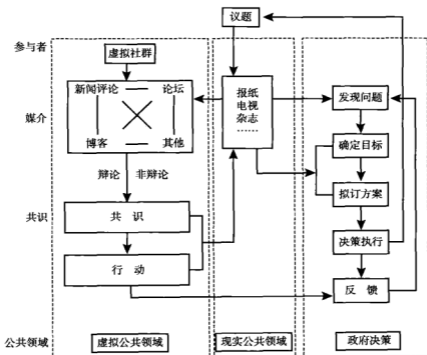 议题
参与者
虚拟社群
新闻评论 论坛
博客 其他
媒介
报纸
电视
杂志
……
发现问题
确定目标
拟订方案
决策执行
反馈
辩论 非辩论
共识
共识
行动
公共领域
虚拟公共领域
现实公共领域
政府决策